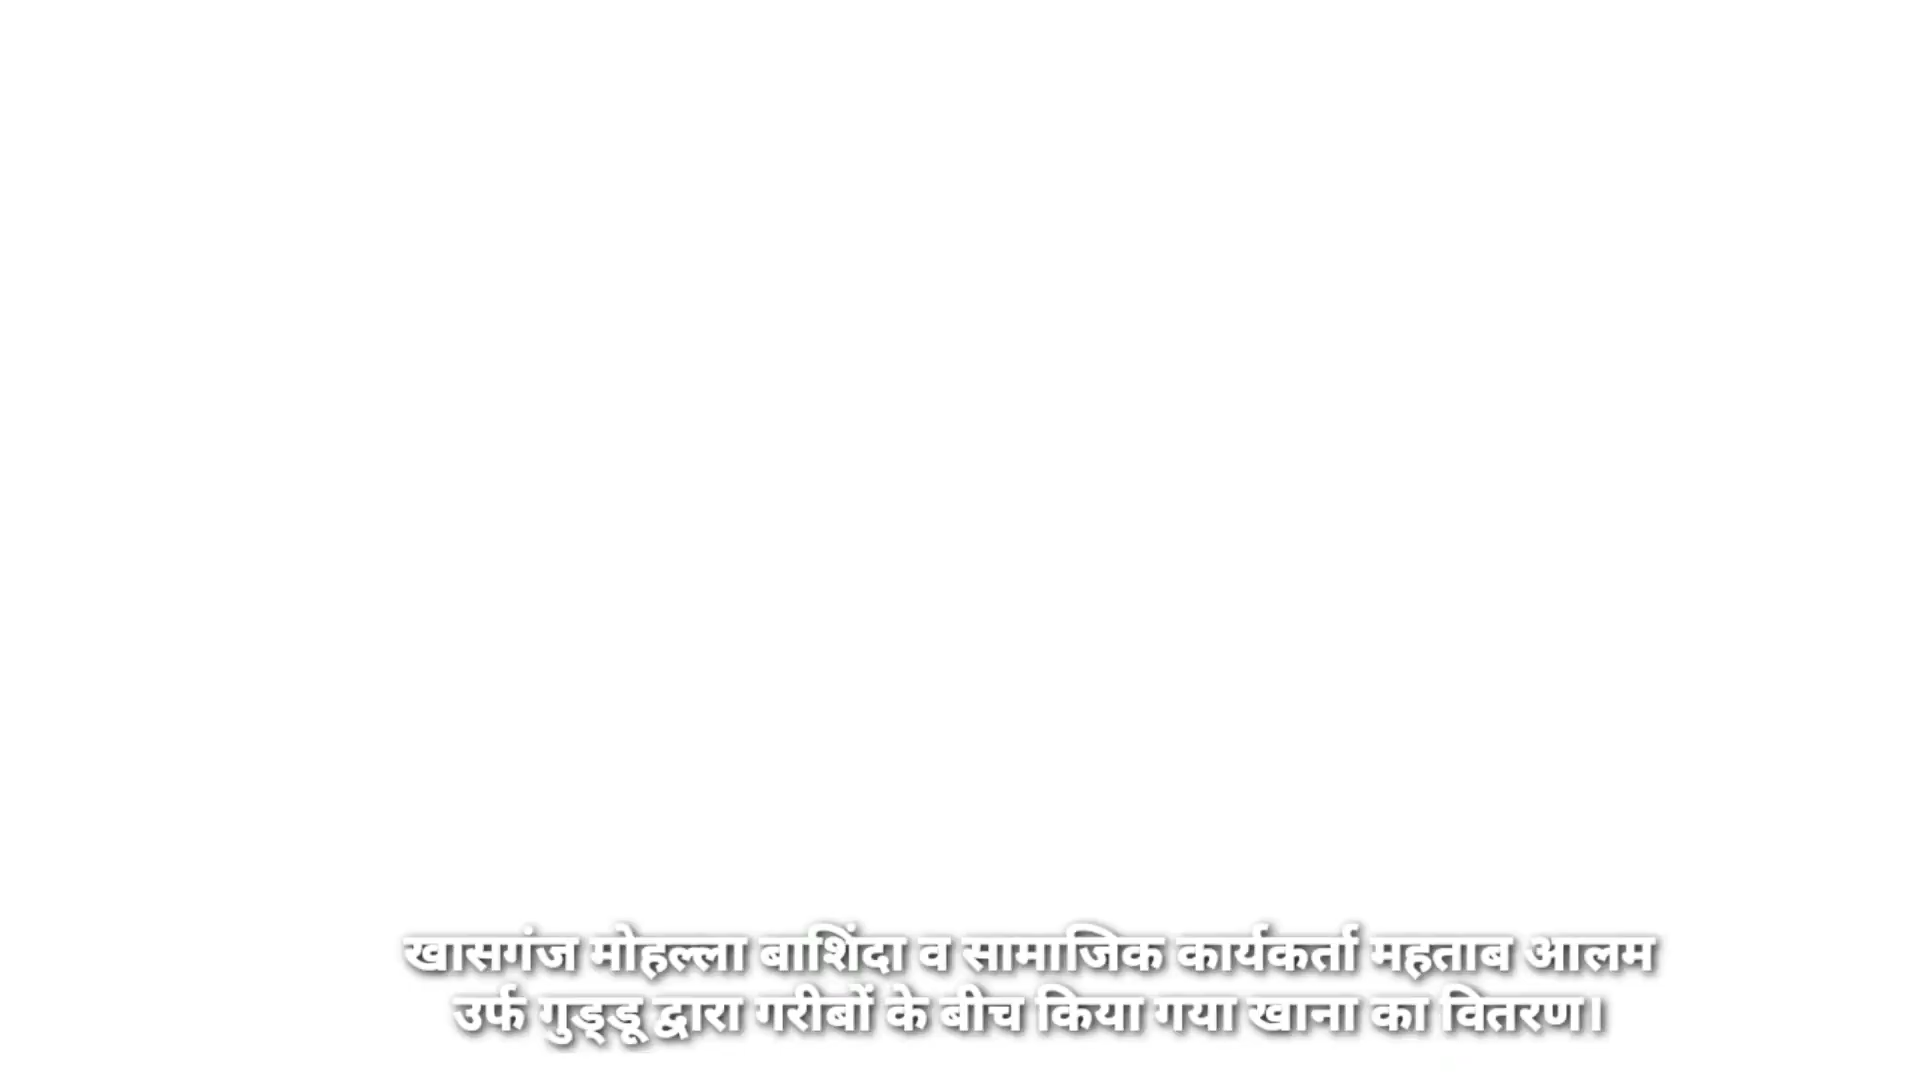 खासगंज मोहल्ला बाशिंदा व सामाजिक कार्यकर्ता महताब आलम
उर्फ गुड्डू द्वारा गरीबों के बीच किया गया खाना का वितरण।